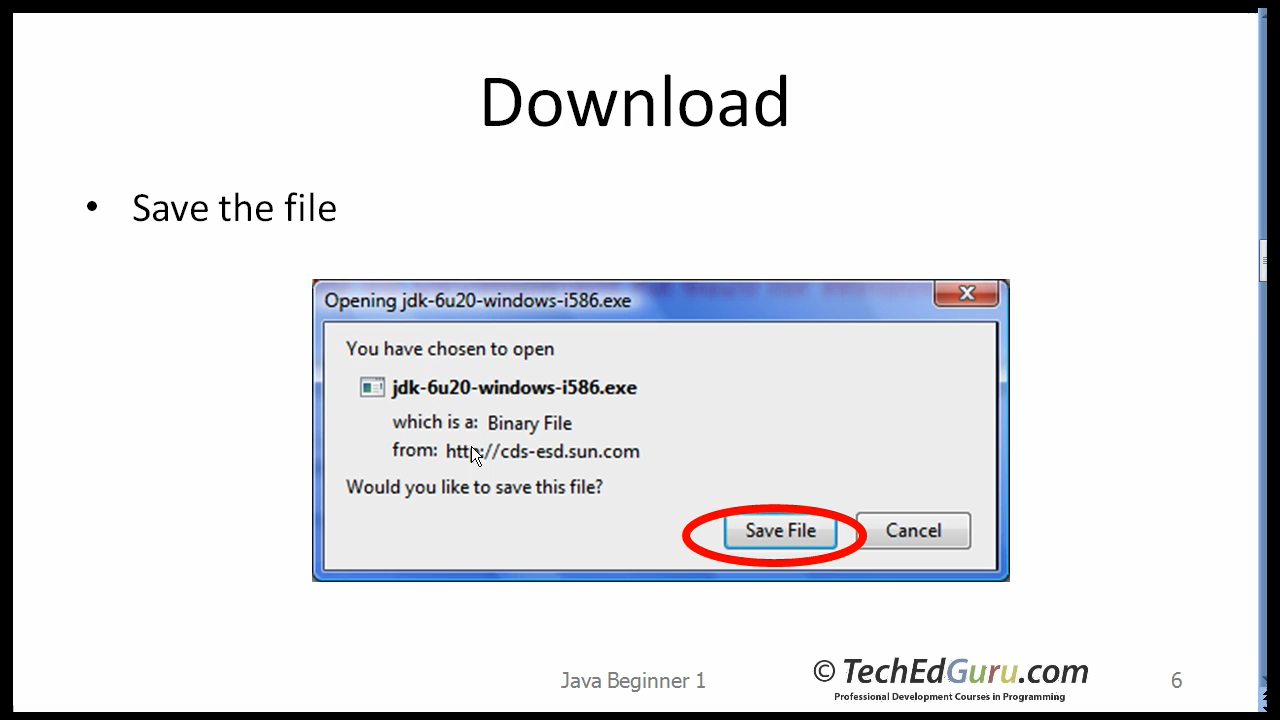 Download
• Save the file
Opening jdk-6u20-windows-i586.exe
You have chosen to open
jdk-6u20-windows-i586.exe
which is a: Binary File
from: http://cds-esd.sun.com
Would you like to save this file?
Save File
Cancel
Java Beginner 1
© TechEdGuru.com
Professional Development Courses in Programming
6